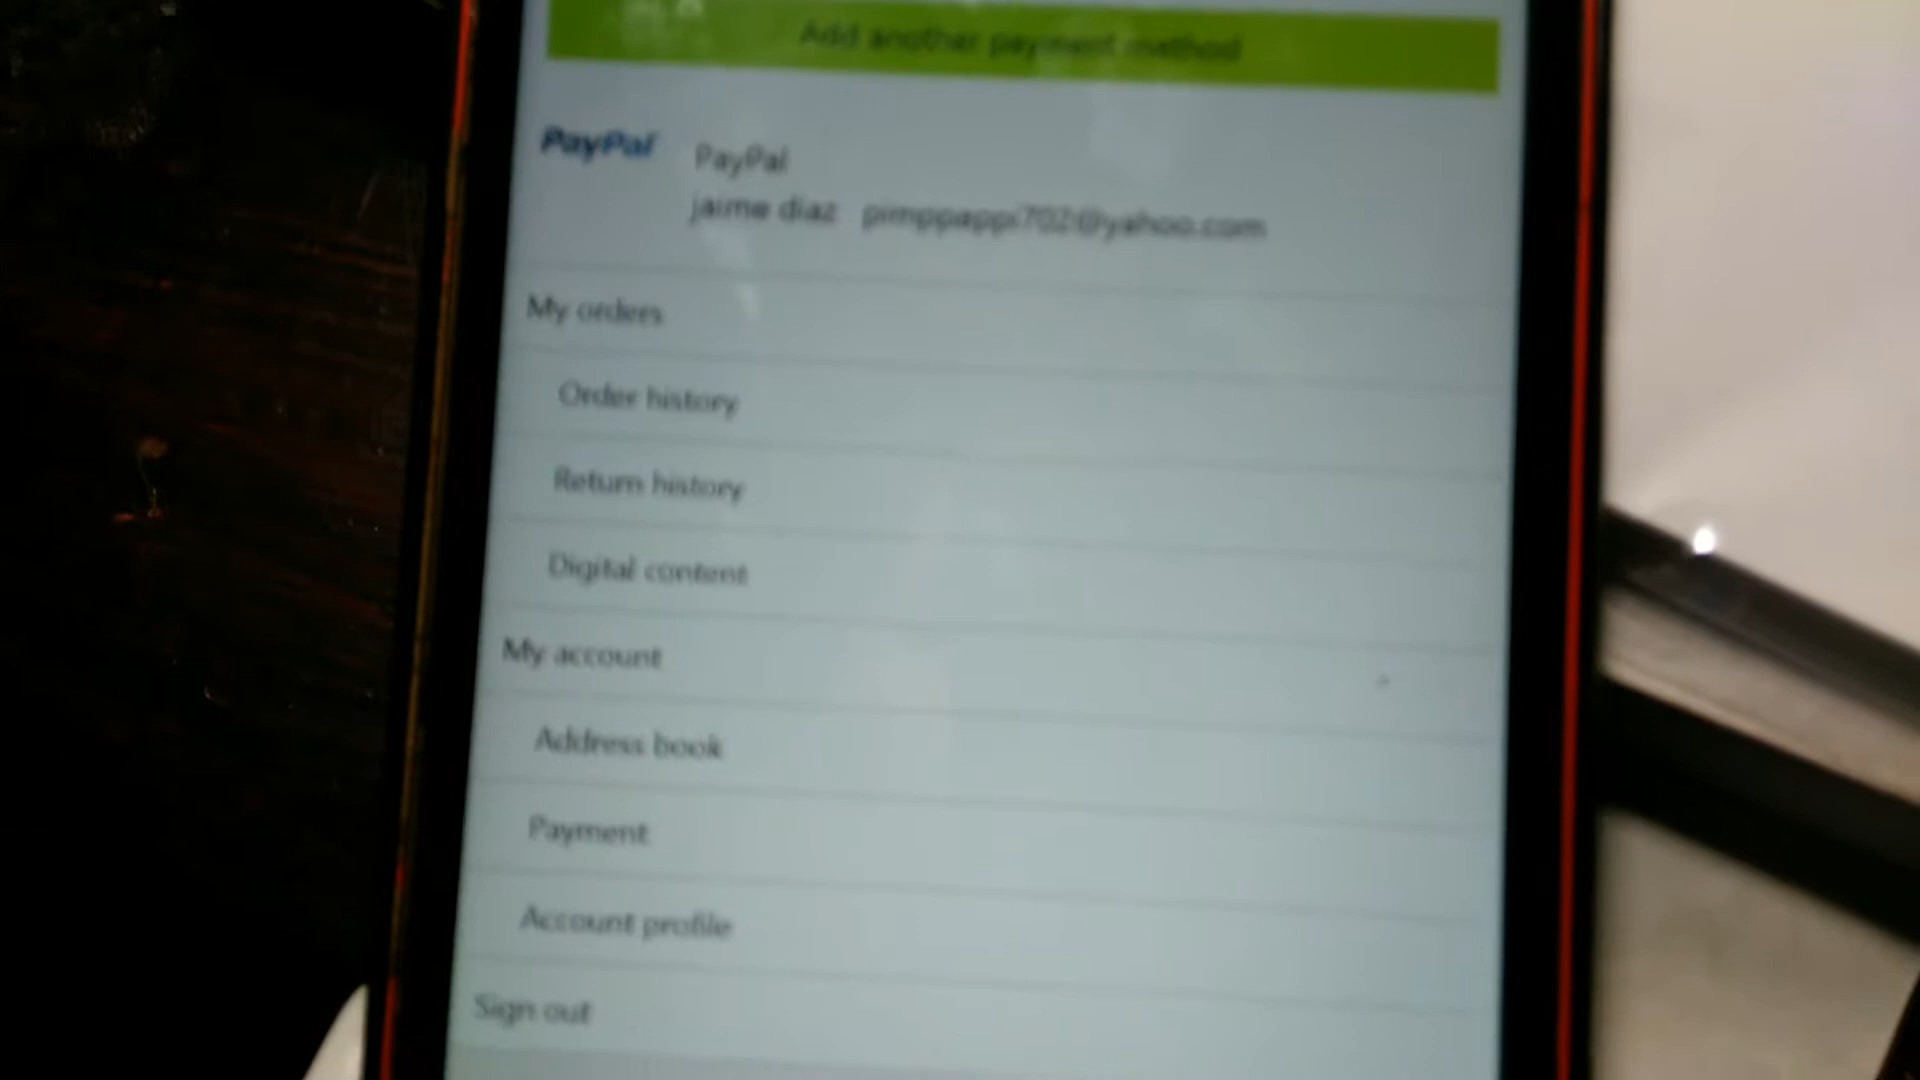 Add another payment method
PayPal PayPal
jaime diaz pimppappi702@yahoo.com
My orders
Order history
Return history
Digital content
My account
Address book
Payment
Account profile
Sign out